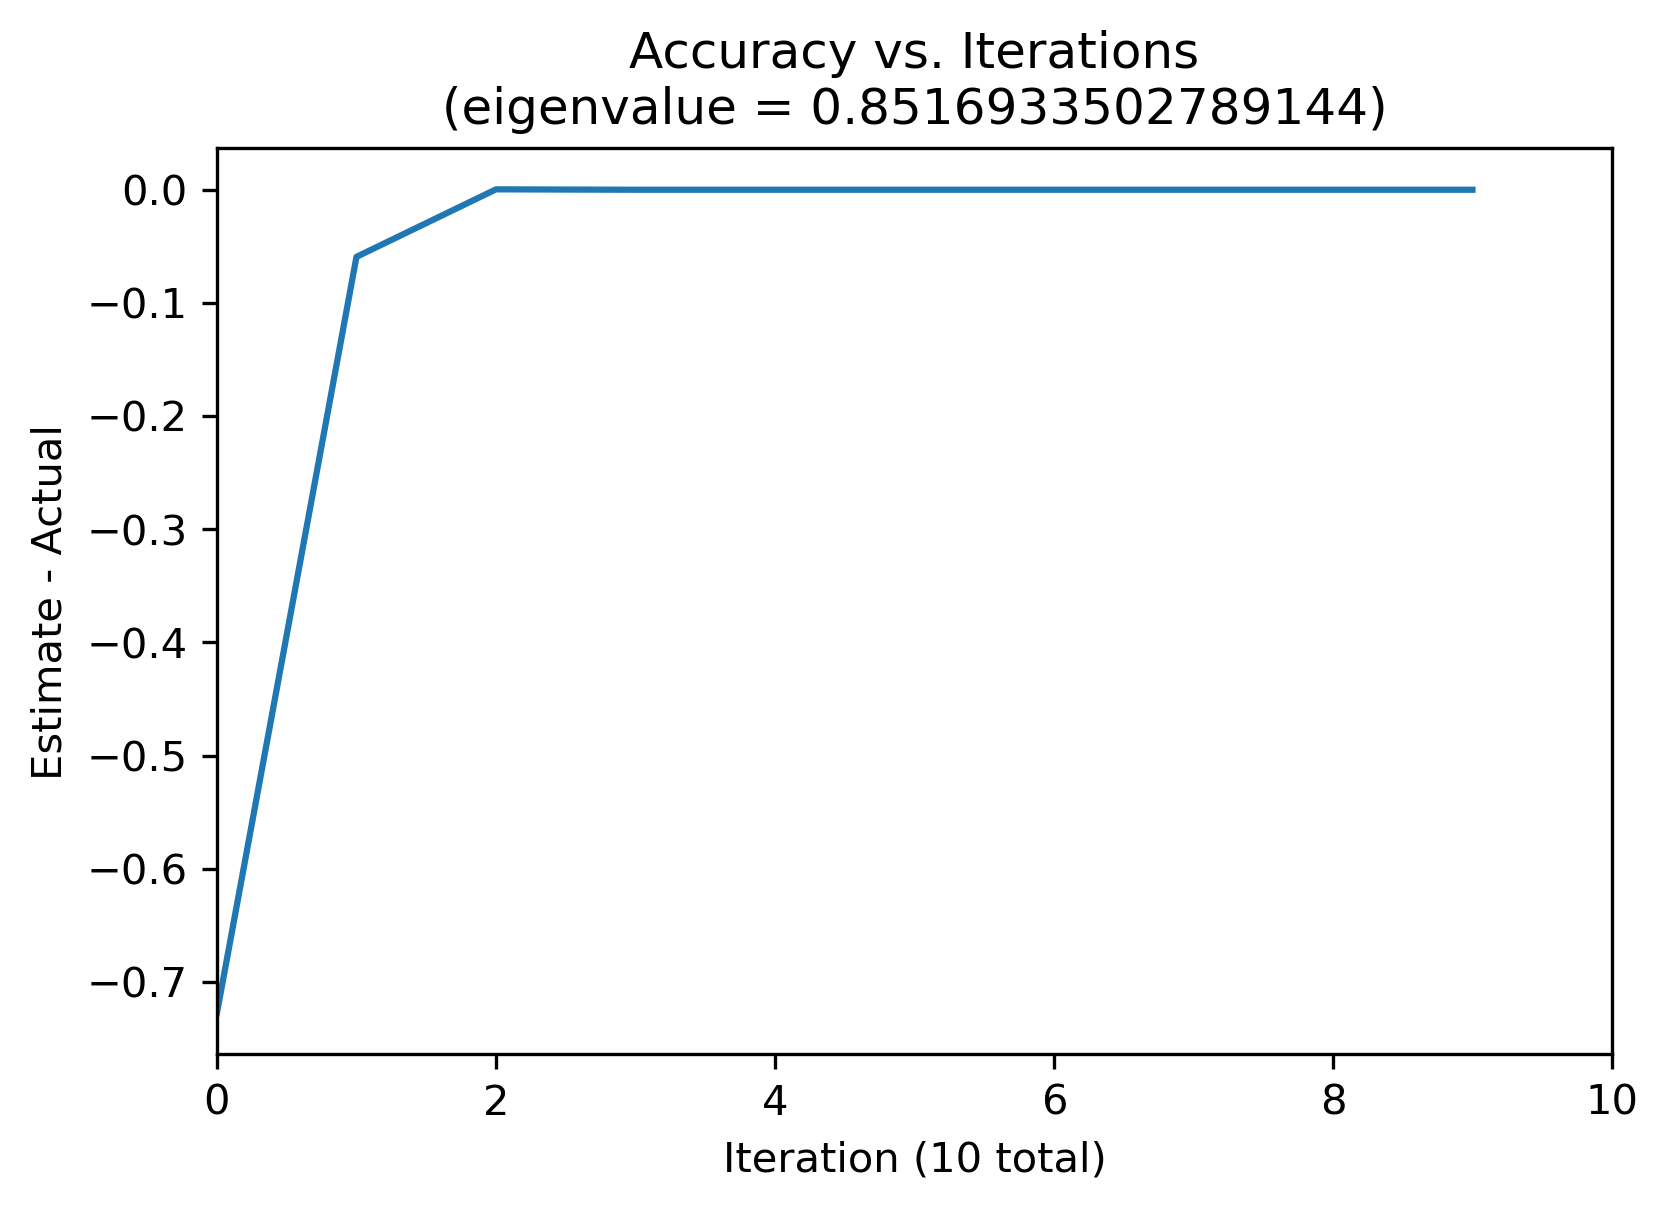 Accuracy vs. Iterations
(eigenvalue = 0.8516933502789144)
0.0
−0.1
−0.2
−0.3
−0.4
−0.5
−0.6
−0.7
Estimate - Actual
0 2 4 6 8 10
Iteration (10 total)